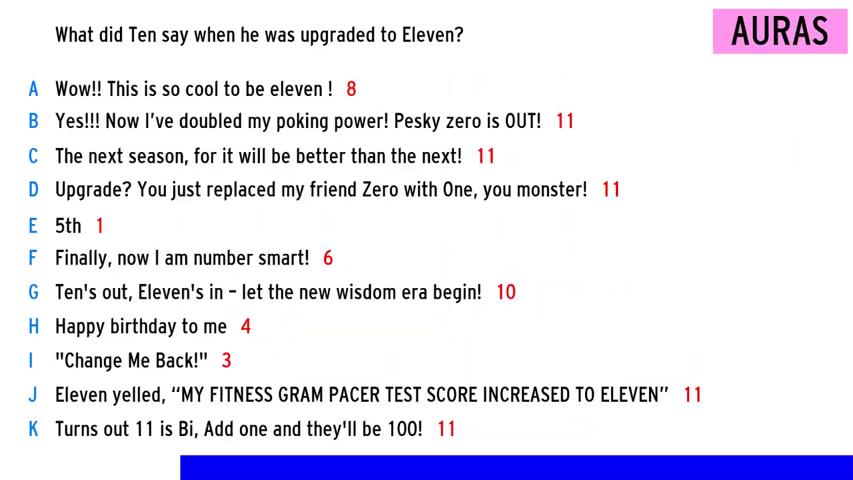 What did Ten say when he was upgraded to Eleven?
AURAS
A Wow!! This is so cool to be eleven ! 8
B Yes!!! Now I've doubled my poking power! Pesky zero is OUT! 11
C The next season, for it will be better than the next! 11
D Upgrade? You just replaced my friend Zero with One, you monster! 11
E 5th 1
F Finally, now I am number smart! 6
G Ten's out, Eleven's in – let the new wisdom era begin! 10
H Happy birthday to me 4
I "Change Me Back!" 3
J Eleven yelled, “MY FITNESS GRAM PACER TEST SCORE INCREASED TO ELEVEN” 11
K Turns out 11 is Bi, Add one and they'll be 100! 11